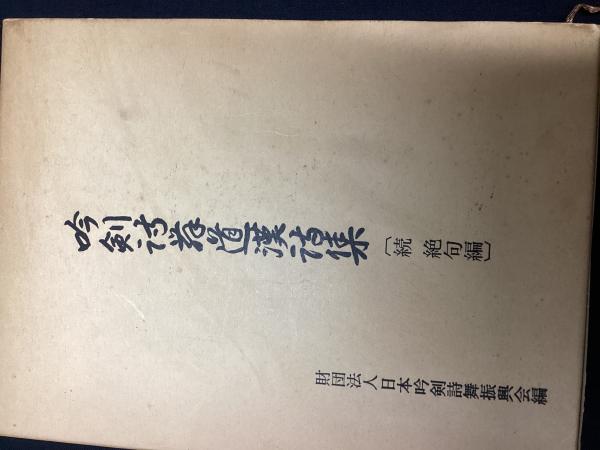 吟剣詩舞道漢詩集
〔続 絶句編〕
財団法人日本吟剣詩舞振興会編